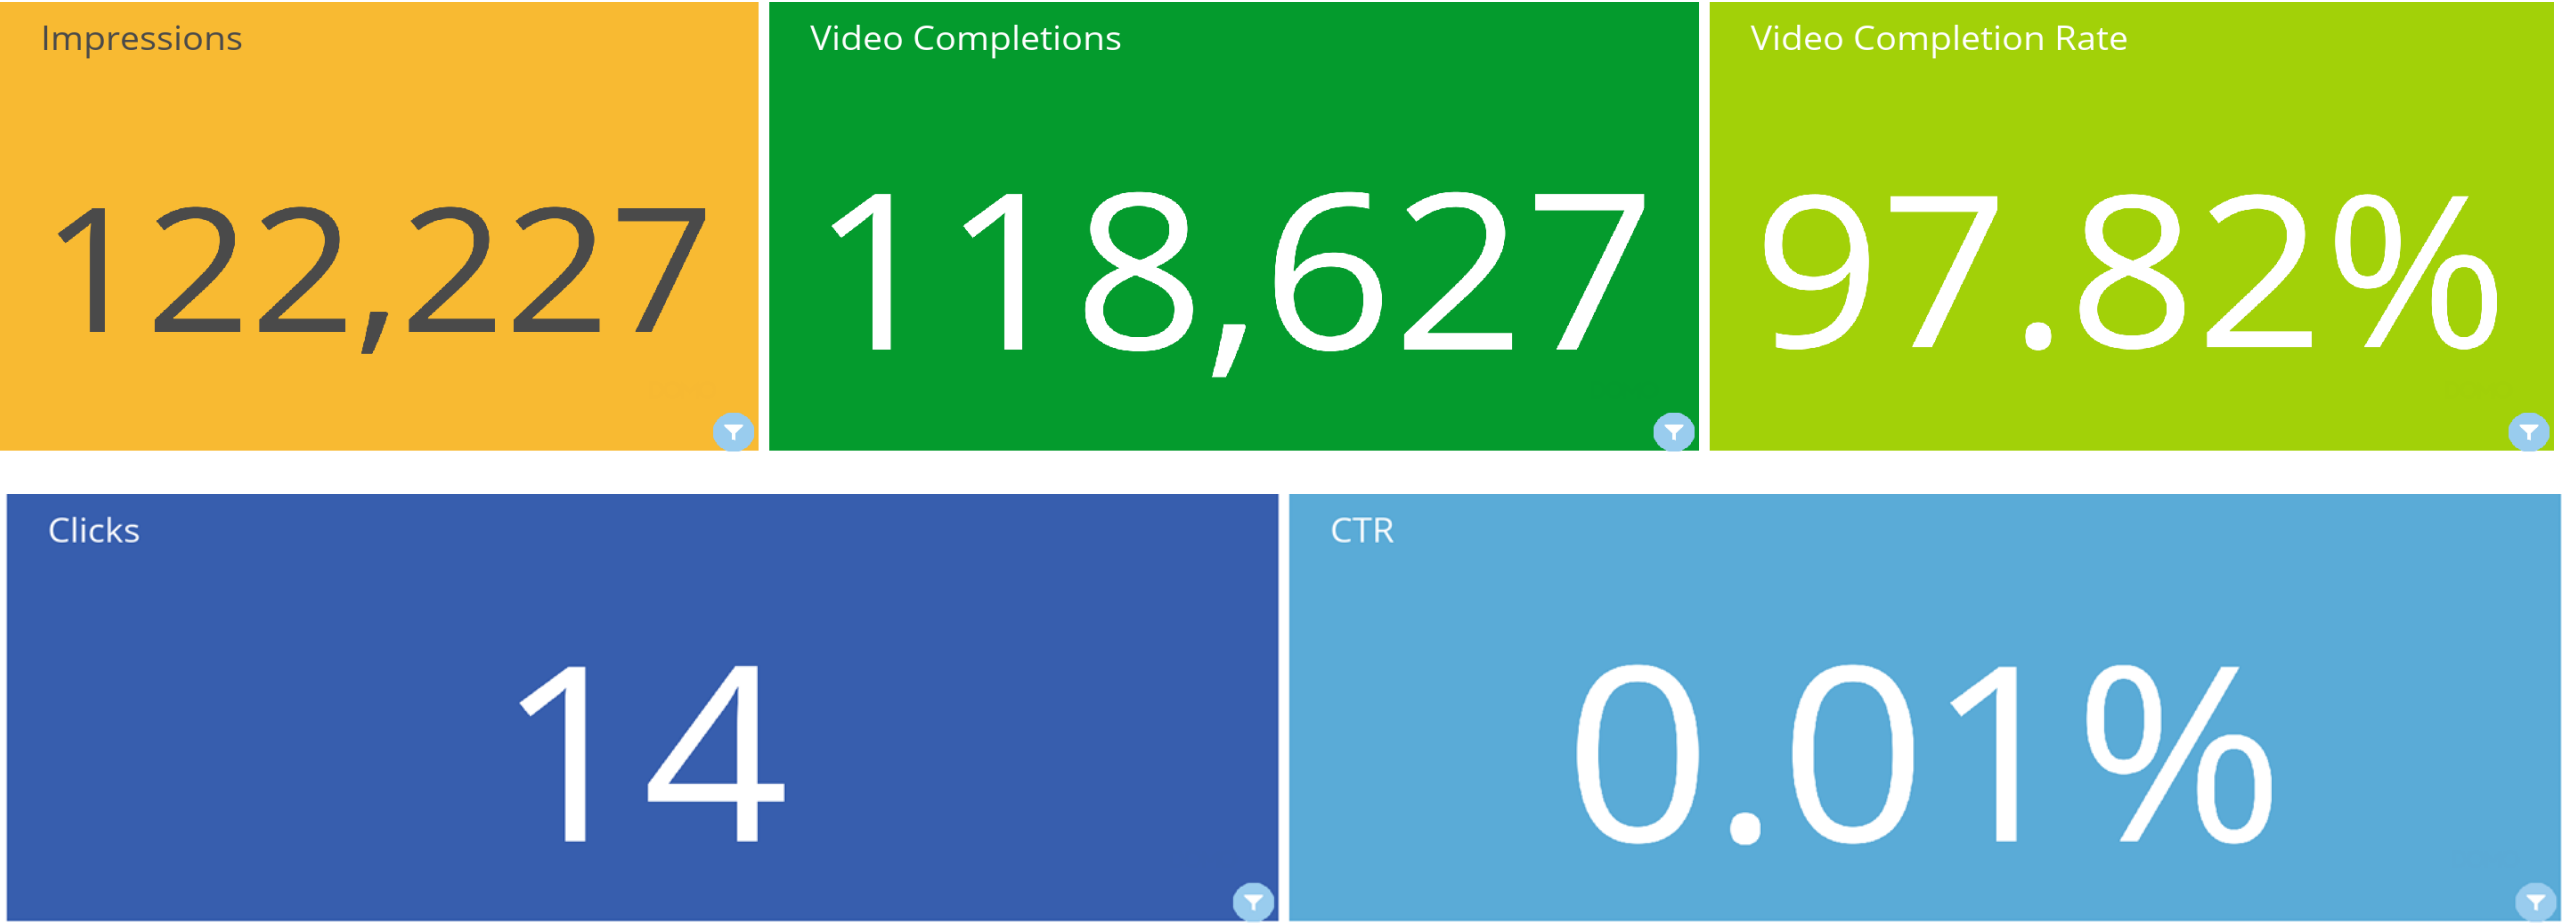 Impressions
122,227
Video Completions
118,627
Video Completion Rate
97.82%
Clicks
14
CTR
0.01%